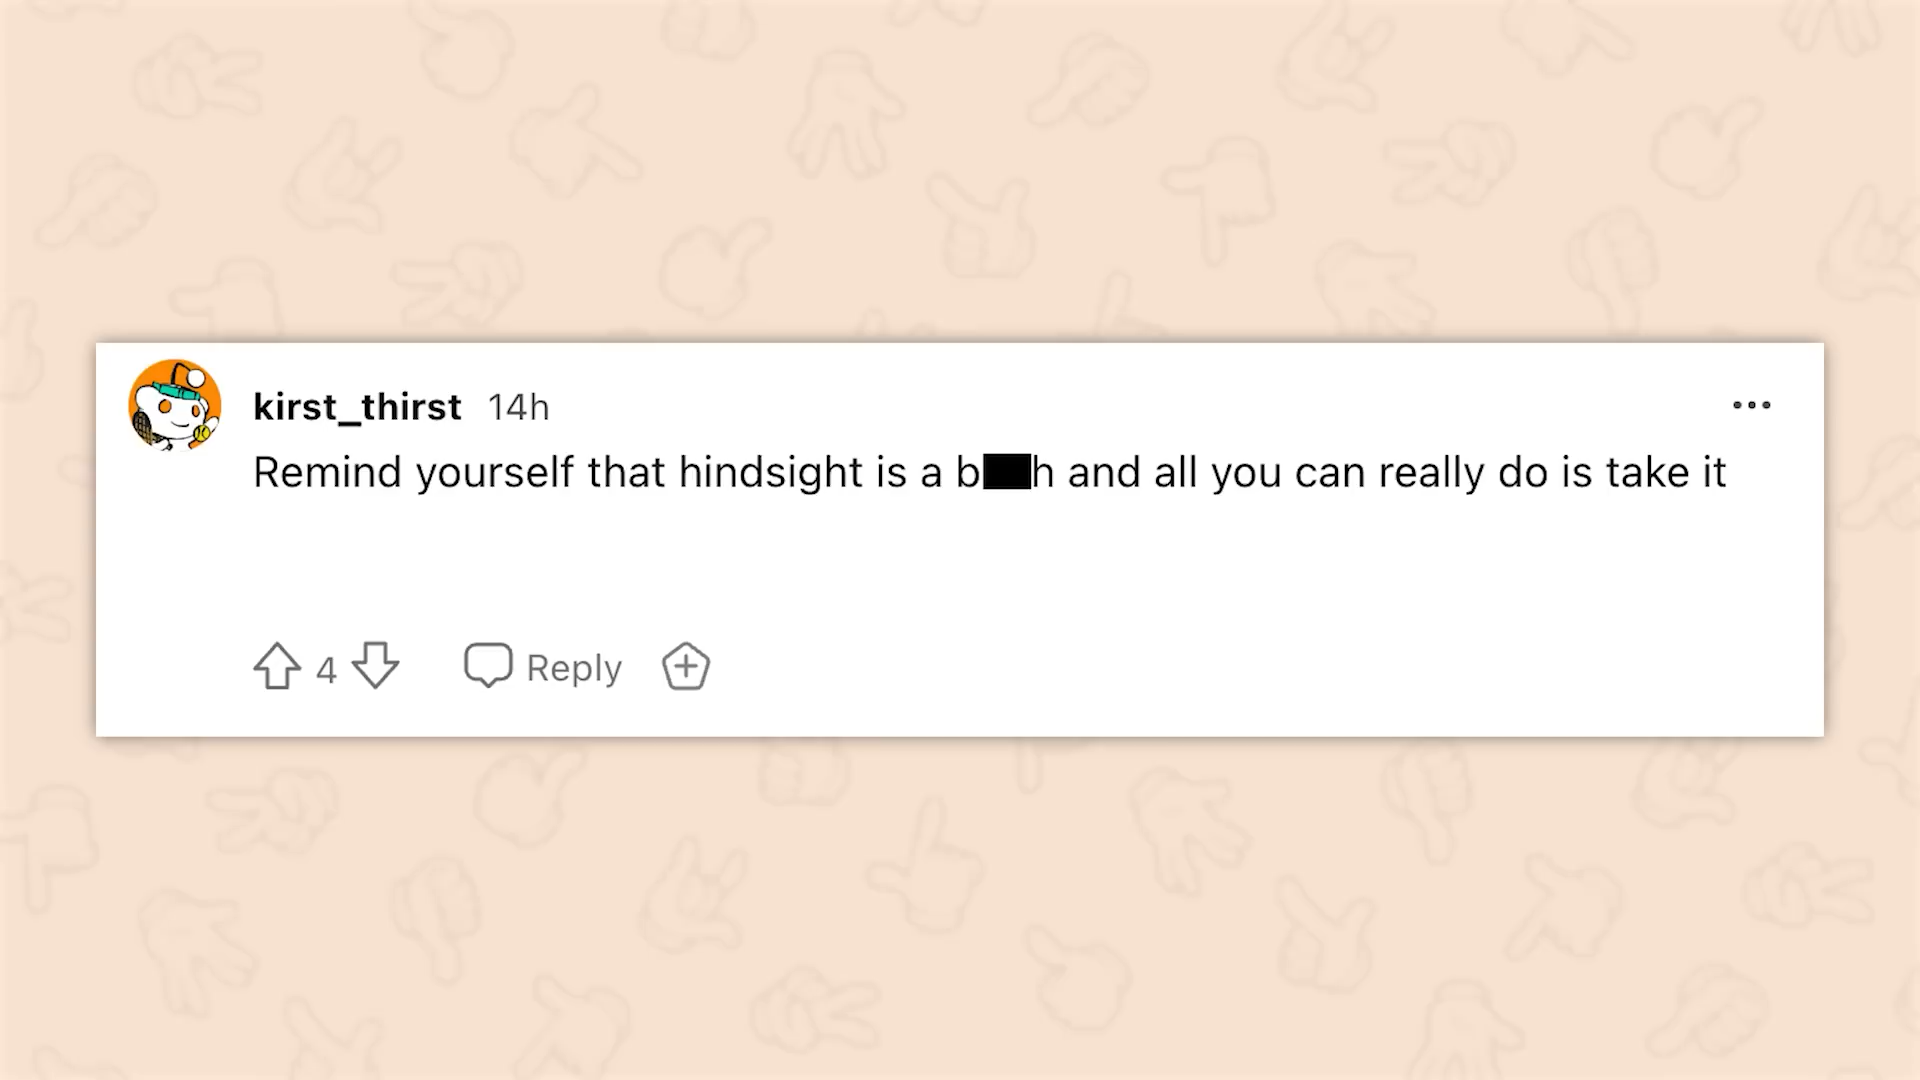 kirst_thirst 14h
Remind yourself that hindsight is a b██h and all you can really do is take it
4 Reply